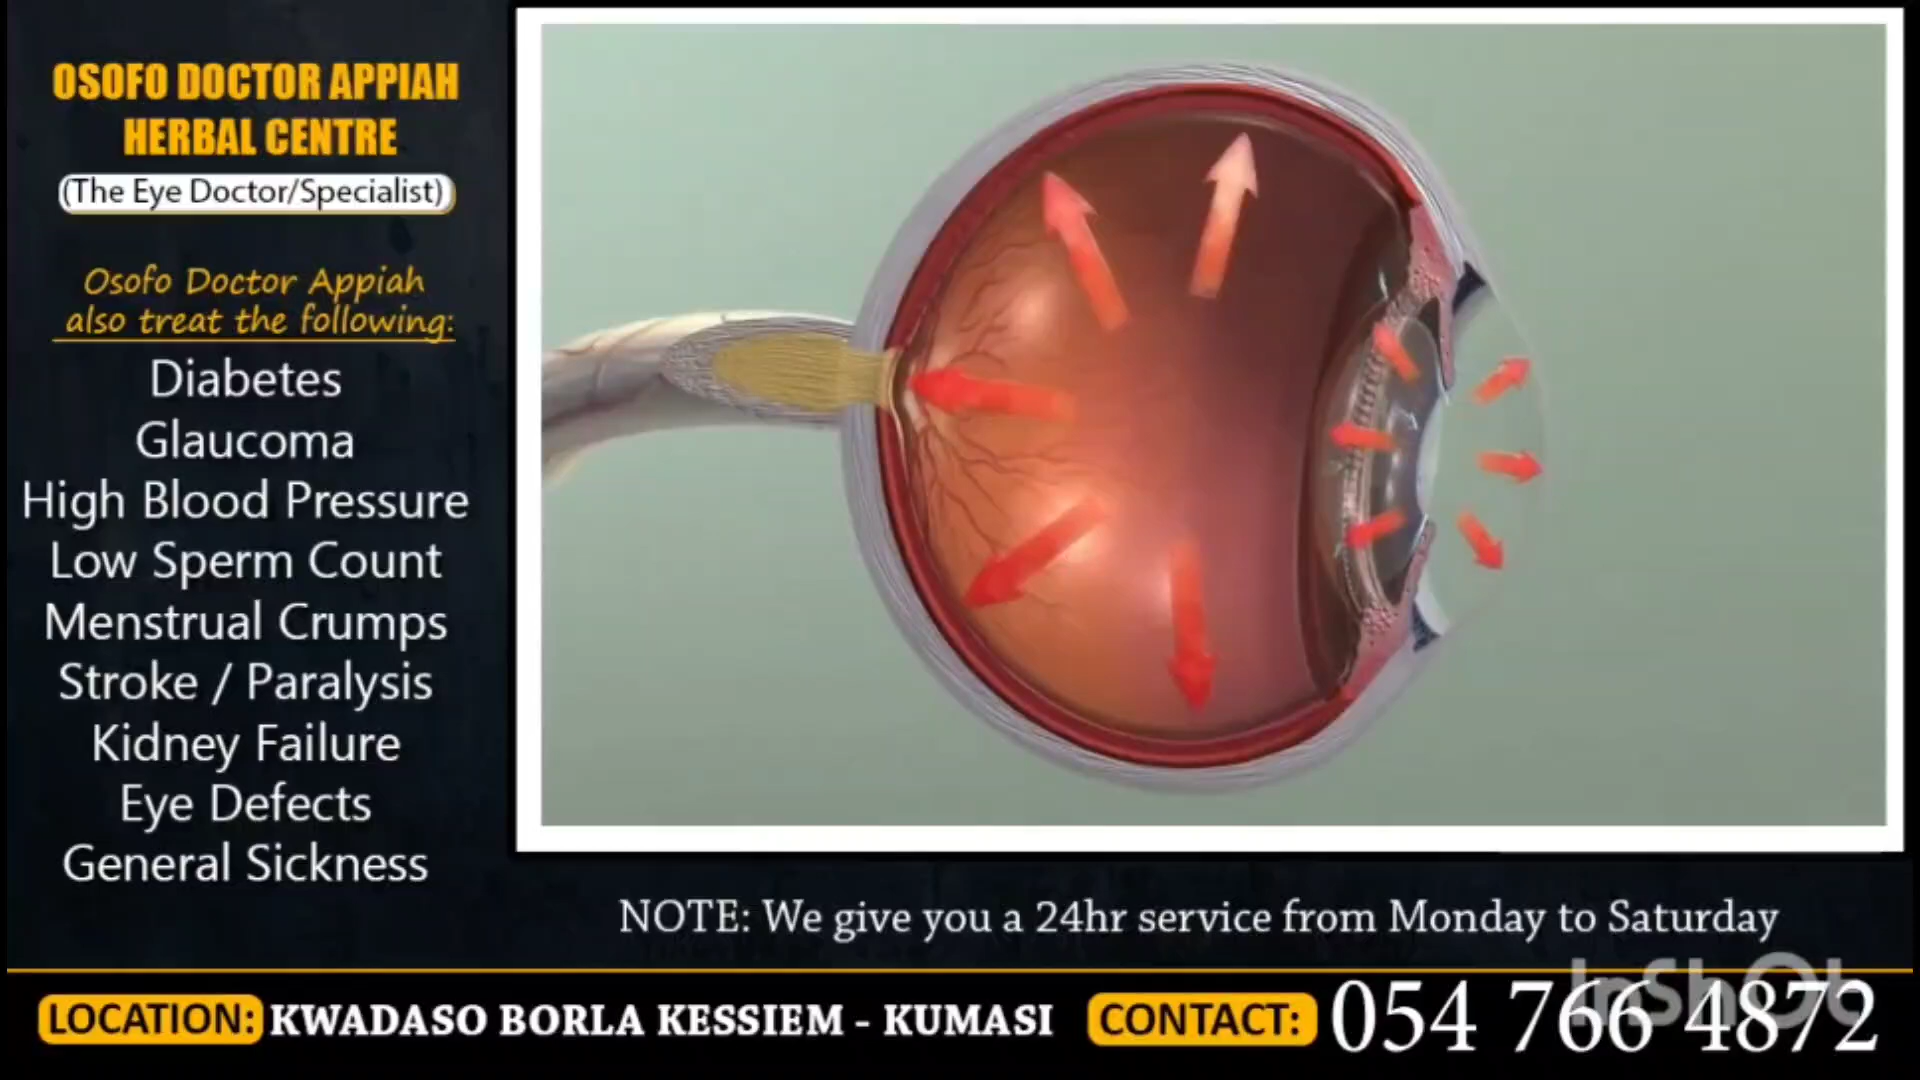 OSOFO DOCTOR APPIAH
HERBAL CENTRE
(The Eye Doctor/Specialist)
Osofo Doctor Appiah
also treat the following:
Diabetes
Glaucoma
High Blood Pressure
Low Sperm Count
Menstrual Crumps
Stroke / Paralysis
Kidney Failure
Eye Defects
General Sickness
NOTE: We give you a 24hr service from Monday to Saturday
InShOt
LOCATION: KWADASO BORLA KESSIEM - KUMASI CONTACT: 054 766 4872